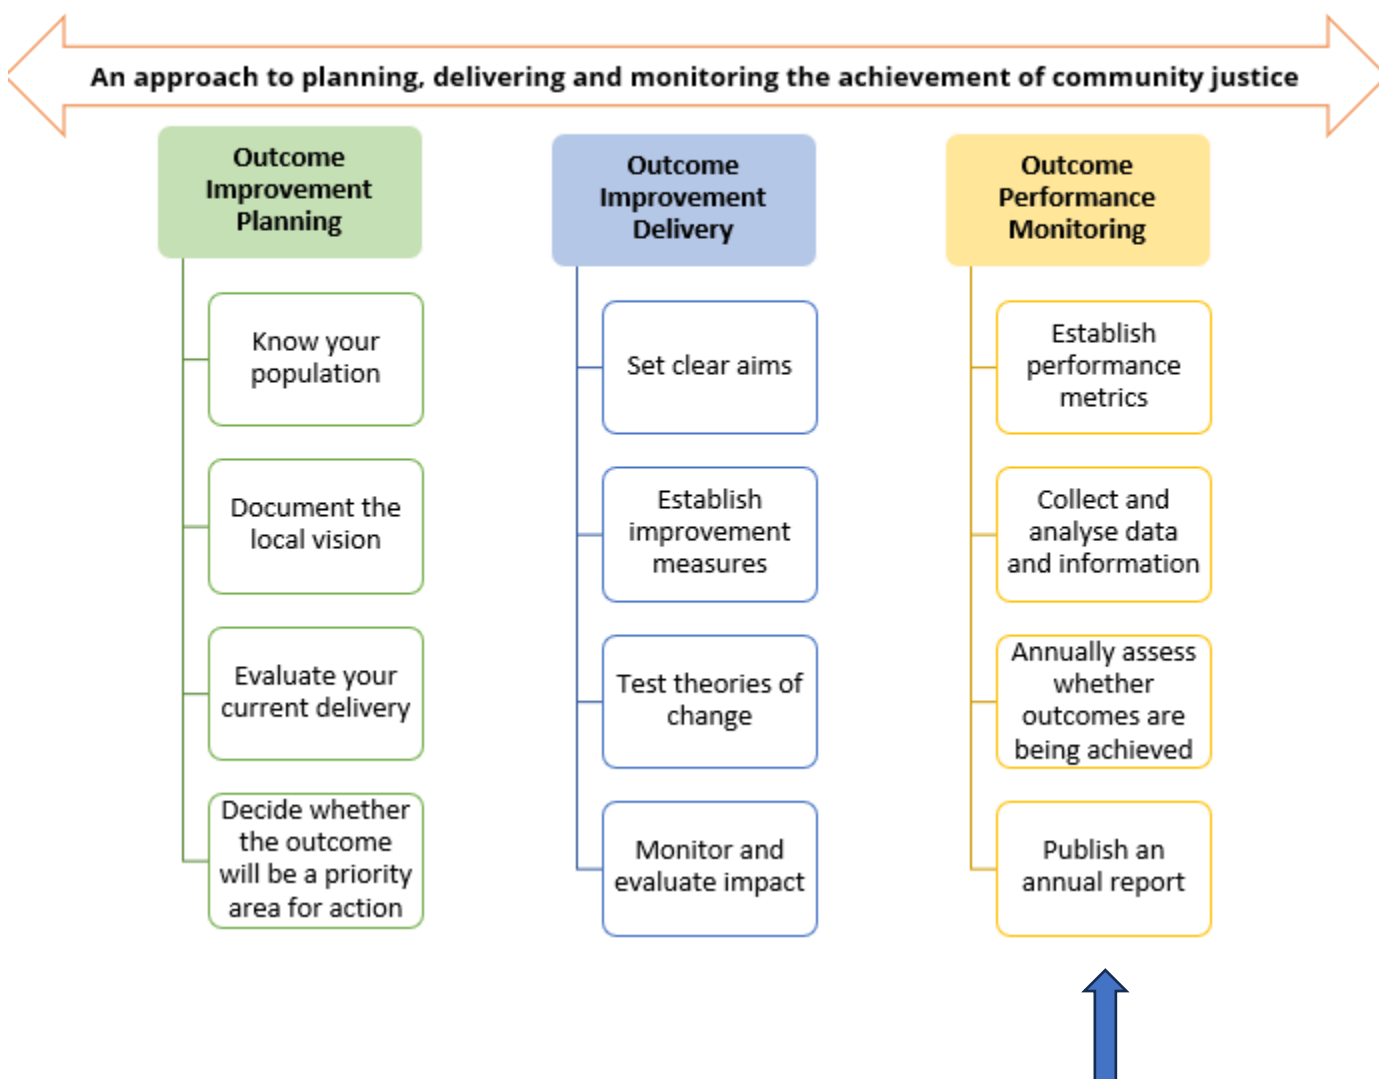 An approach to planning, delivering and monitoring the achievement of community justice
Outcome
Improvement
Planning
Know your
population
Document the
local vision
Evaluate your
current delivery
Decide whether
the outcome
will be a priority
area for action
Outcome
Improvement
Delivery
Set clear aims
Establish
improvement
measures
Test theories of
change
Monitor and
evaluate impact
Outcome
Performance
Monitoring
Establish
performance
metrics
Collect and
analyse data
and information
Annually assess
whether
outcomes are
being achieved
Publish an
annual report